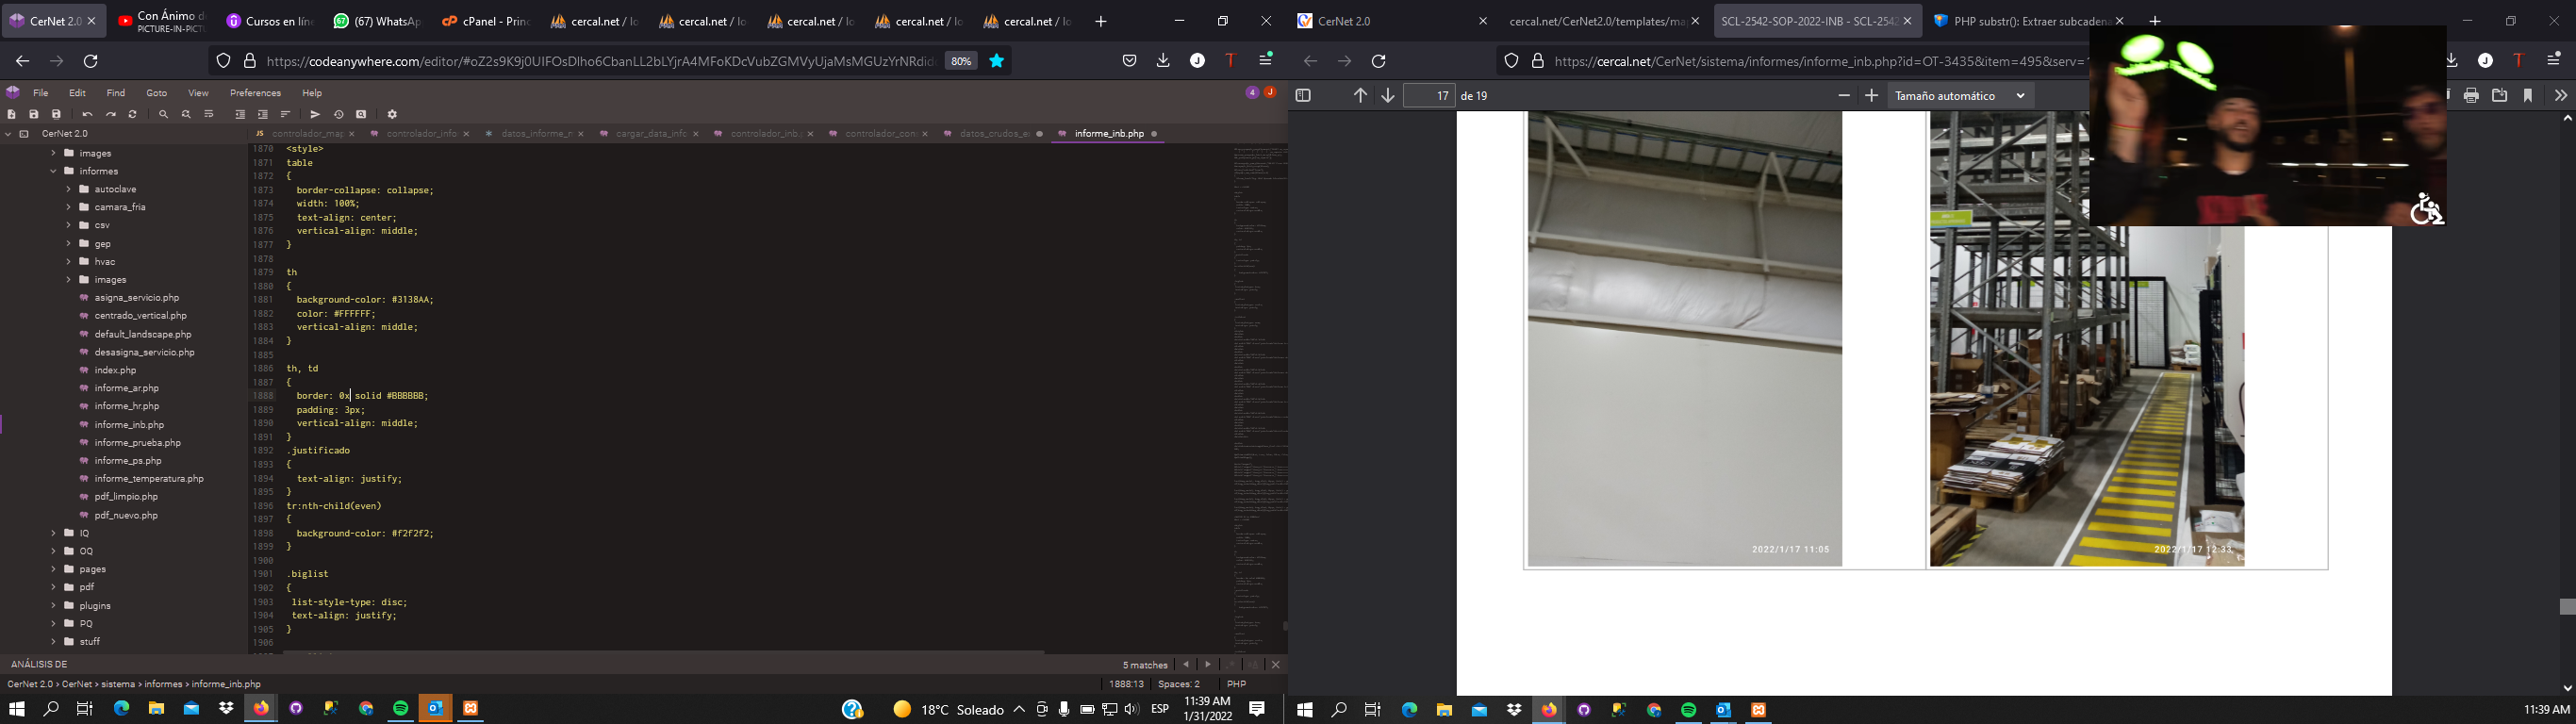 CerNet 2.0
Con Ánimo d
PICTURE-IN-PICTU
Cursos en líne
(67) WhatsAp
cPanel - Princ
cercal.net / lo
cercal.net / lo
cercal.net / lo
cercal.net / lo
cercal.net / lo
https://codeanywhere.com/editor/#oZ2s9K9j0UIFOsDlho6CbanLL2bLYjrA4MFoKDcVubZGMVyUjaMsMGUzYrNRdid
80%
File Edit Find Goto View Preferences Help
4 J
CerNet 2.0
controlador_map
controlador_info
datos_informe_n
cargar_data_info
controlador_inb.
controlador_con
datos_crudos_e
informe_inb.php
images
informes
autoclave
camara_fria
csv
gep
hvac
images
asigna_servicio.php
centrado_vertical.php
default_landscape.php
desasigna_servicio.php
index.php
informe_ar.php
informe_hr.php
informe_inb.php
informe_prueba.php
informe_ps.php
informe_temperatura.php
pdf_limpio.php
pdf_nuevo.php
IQ
OQ
pages
pdf
plugins
PQ
stuff
1870 <style>
1871 table
1872 {
1873 border-collapse: collapse;
1874 width: 100%;
1875 text-align: center;
1876 vertical-align: middle;
1877 }
1878
1879 th
1880 {
1881 background-color: #3138AA;
1882 color: #FFFFFF;
1883 vertical-align: middle;
1884 }
1885
1886 th, td
1887 {
1888 border: 0x solid #BBBBBB;
1889 padding: 3px;
1890 vertical-align: middle;
1891 }
1892 .justificado
1893 {
1894 text-align: justify;
1895 }
1896 tr:nth-child(even)
1897 {
1898 background-color: #f2f2f2;
1899 }
1900
1901 .biglist
1902 {
1903 list-style-type: disc;
1904 text-align: justify;
1905 }
1906
ANÁLISIS DE
5 matches
CerNet 2.0 > CerNet > sistema > informes > informe_inb.php
1888:13
Spaces: 2
PHP
18°C Soleado
ESP
11:39 AM
1/31/2022
CerNet 2.0
cercal.net/CerNet2.0/templates/map
SCL-2542-SOP-2022-INB - SCL-2542
PHP substr(): Extraer subcadena
https://cercal.net/CerNet/sistema/informes/informe_inb.php?id=OT-3435&item=495&serv=
17 de 19
Tamaño automático
2022/1/17 11:05
2022/1/17 12:33
11:39 AM